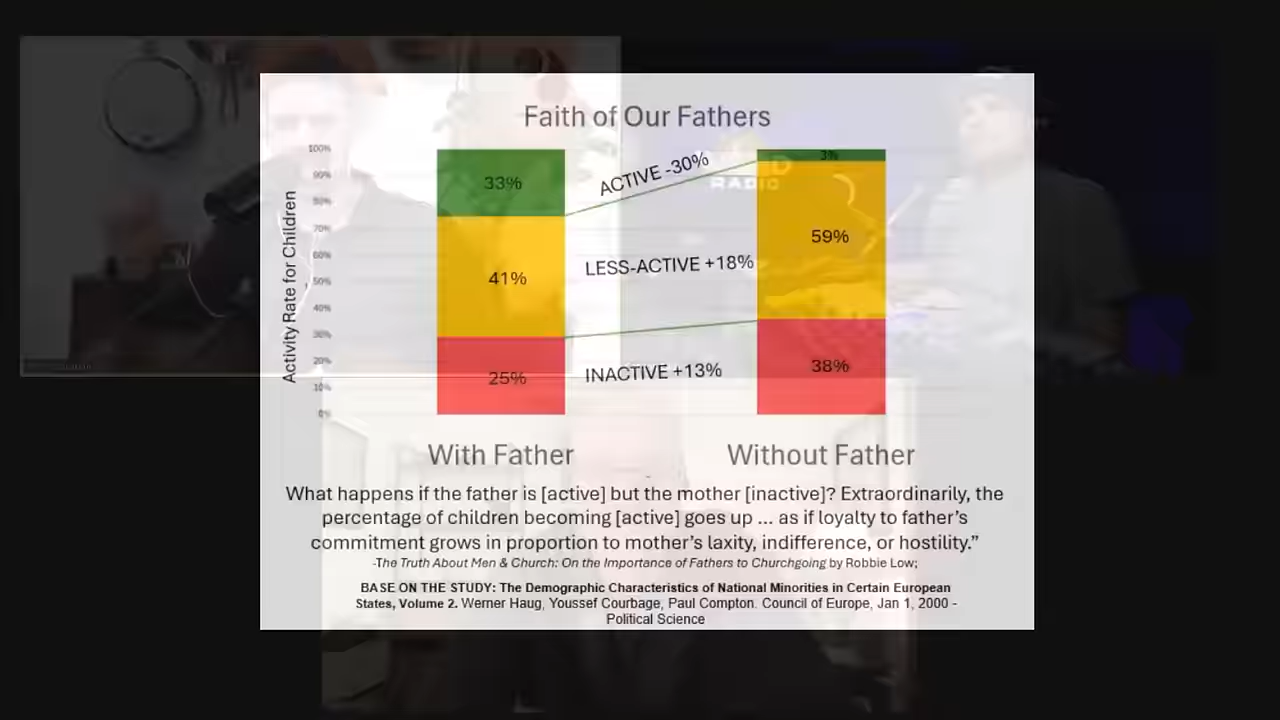 Faith of Our Fathers
Activity Rate for Children
100%
90%
80%
70%
60%
50%
40%
30%
20%
10%
0%
33%
41%
25%
ACTIVE -30%
LESS-ACTIVE +18%
INACTIVE +13%
3%
59%
38%
RADIO
With Father
Without Father
What happens if the father is [active] but the mother [inactive]? Extraordinarily, the
percentage of children becoming [active] goes up ... as if loyalty to father's
commitment grows in proportion to mother's laxity, indifference, or hostility.”
-The Truth About Men & Church: On the Importance of Fathers to Churchgoing by Robbie Low;
BASE ON THE STUDY: The Demographic Characteristics of National Minorities in Certain European
States, Volume 2. Werner Haug, Youssef Courbage, Paul Compton. Council of Europe, Jan 1, 2000 -
Political Science